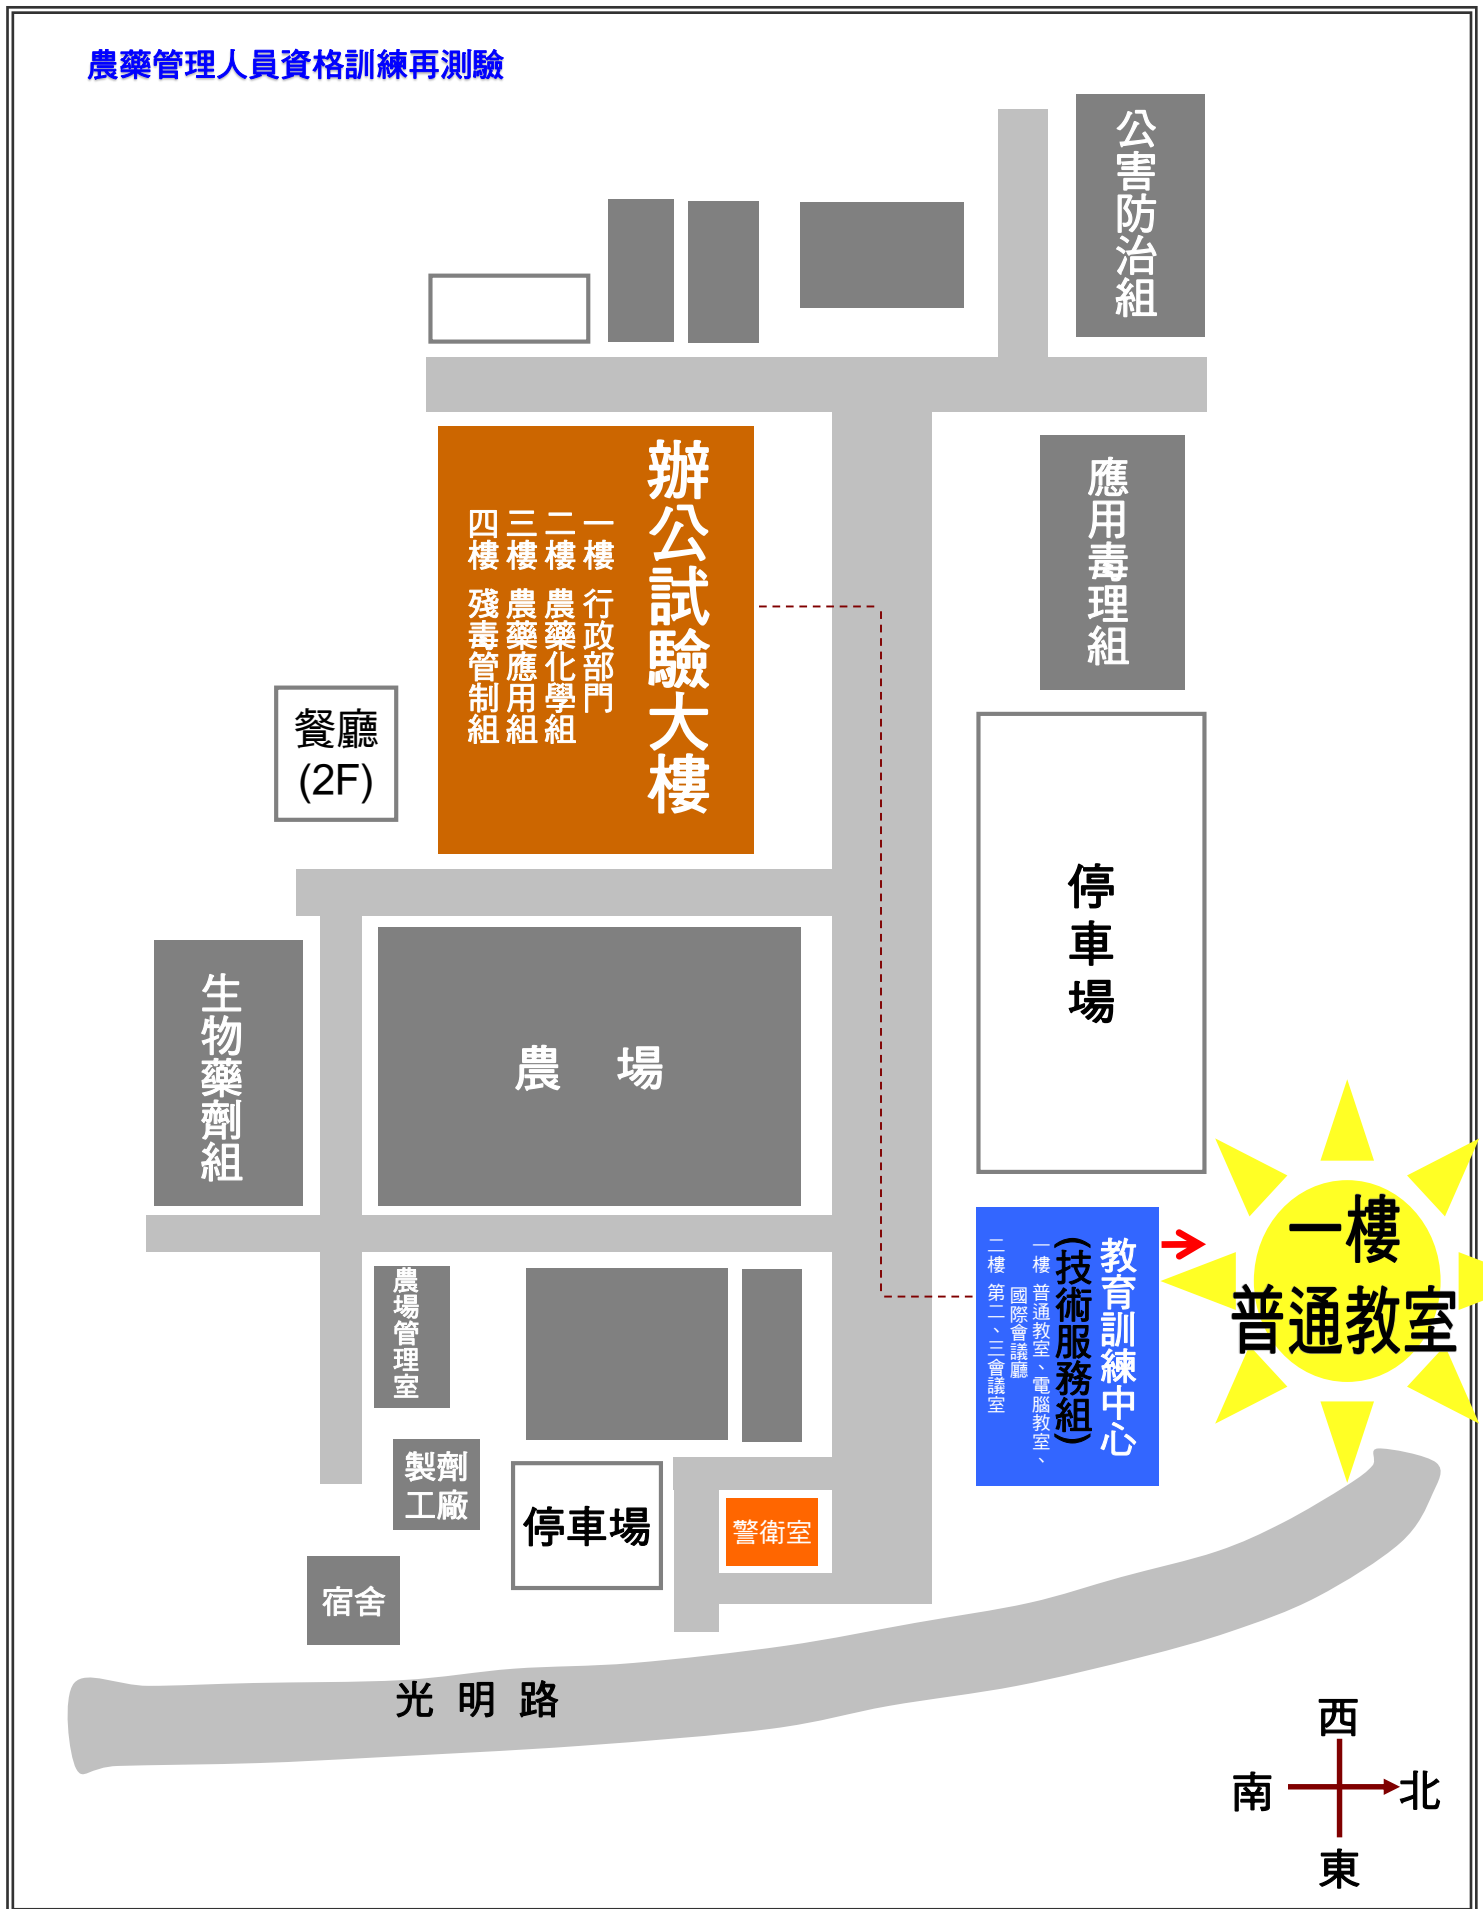 農藥管理人員資格訓練再測驗
公害防治組
辦公試驗大樓
一樓 行政部門
二樓 農藥化學組
三樓 農藥應用組
四樓 殘毒管制組
應用毒理組
餐廳
(2F)
停車場
生物藥劑組
農 場
教育訓練中心
(技術服務組)
一樓 普通教室、電腦教室、
國際會議廳
二樓 第二、三會議室
一樓
普通教室
農場管理室
製劑
工廠
停車場
警衛室
宿舍
光 明 路
西
南
北
東